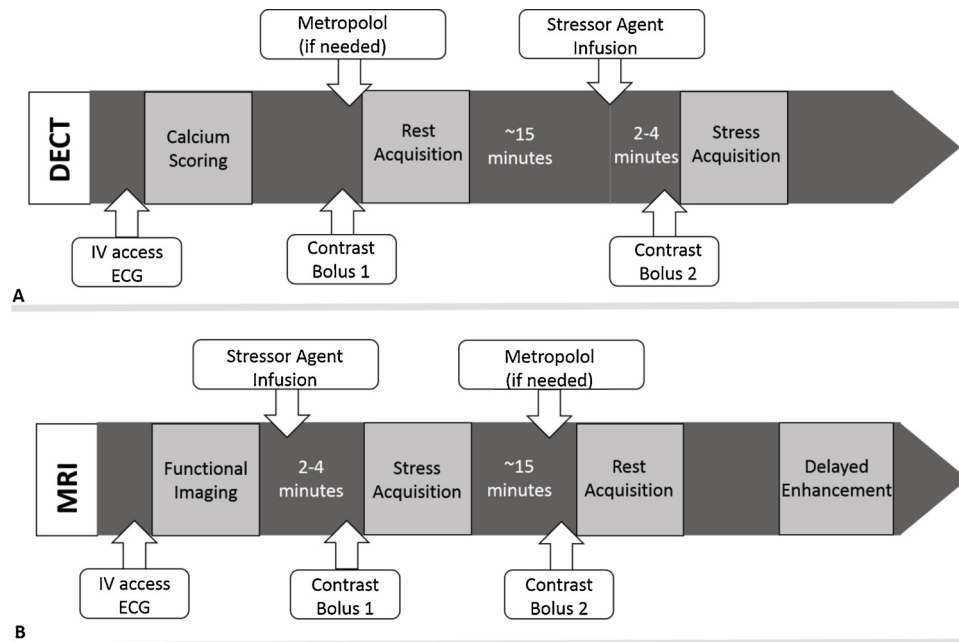 Metropolol
(if needed)
Stressor Agent
Infusion
DECT
Calcium
Scoring
Rest
Acquisition
~15
minutes
2-4
minutes
Stress
Acquisition
IV access
ECG
Contrast
Bolus 1
Contrast
Bolus 2
A
Stressor Agent
Infusion
Metropolol
(if needed)
MRI
Functional
Imaging
2-4
minutes
Stress
Acquisition
~15
minutes
Rest
Acquisition
Delayed
Enhancement
IV access
ECG
Contrast
Bolus 1
Contrast
Bolus 2
B